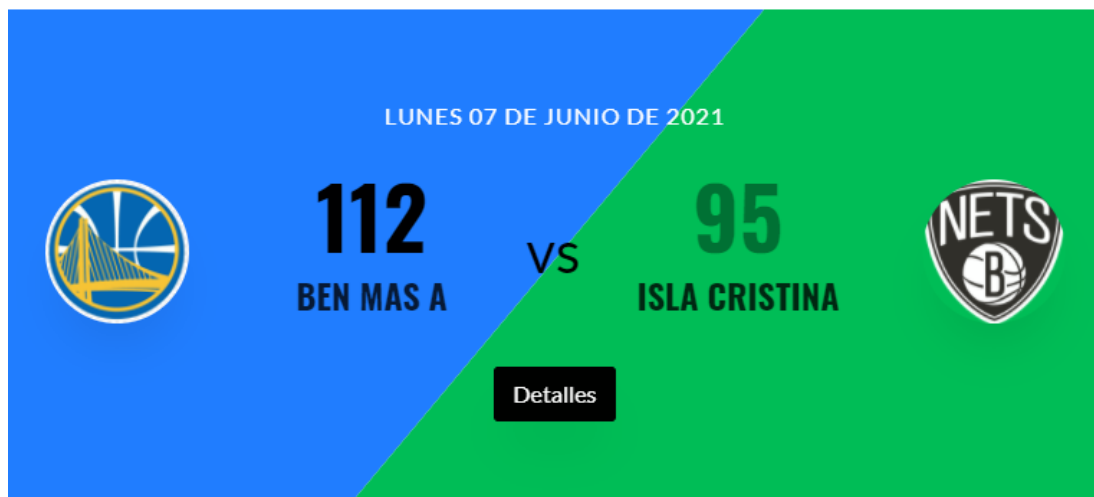 LUNES 07 DE JUNIO DE 2021
112
VS
95
BEN MAS A
ISLA CRISTINA
NETS
B
Detalles